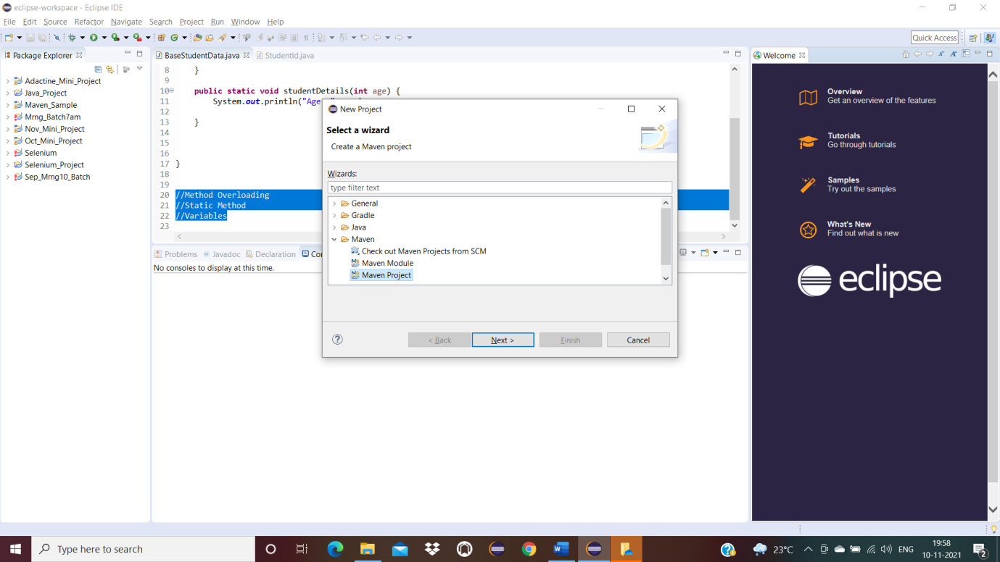 eclipse-workspace - Eclipse IDE
File Edit Source Refactor Navigate Search Project Run Window Help
Quick Access
Package Explorer
Adactine_Mini_Project
Java_Project
Maven_Sample
Mrng_Batch7am
Nov_Mini_Project
Oct_Mini_Project
Selenium
Selenium_Project
Sep_Mrng10_Batch
BaseStudentData.java StudentId.java
8 }
9
10 public static void studentDetails(int age) {
11 System.out.println("Age
12
13 }
14
15
16
17 }
18
19
20 //Method Overloading
21 //Static Method
22 //Variables
23
Problems Javadoc Declaration Con
No consoles to display at this time.
New Project
Select a wizard
Create a Maven project
Wizards:
type filter text
General
Gradle
Java
Maven
Check out Maven Projects from SCM
Maven Module
Maven Project
< Back Next > Finish Cancel
Welcome
Overview
Get an overview of the features
Tutorials
Go through tutorials
Samples
Try out the samples
What's New
Find out what is new
eclipse
Type here to search
23°C ENG
19:58
10-11-2021
2